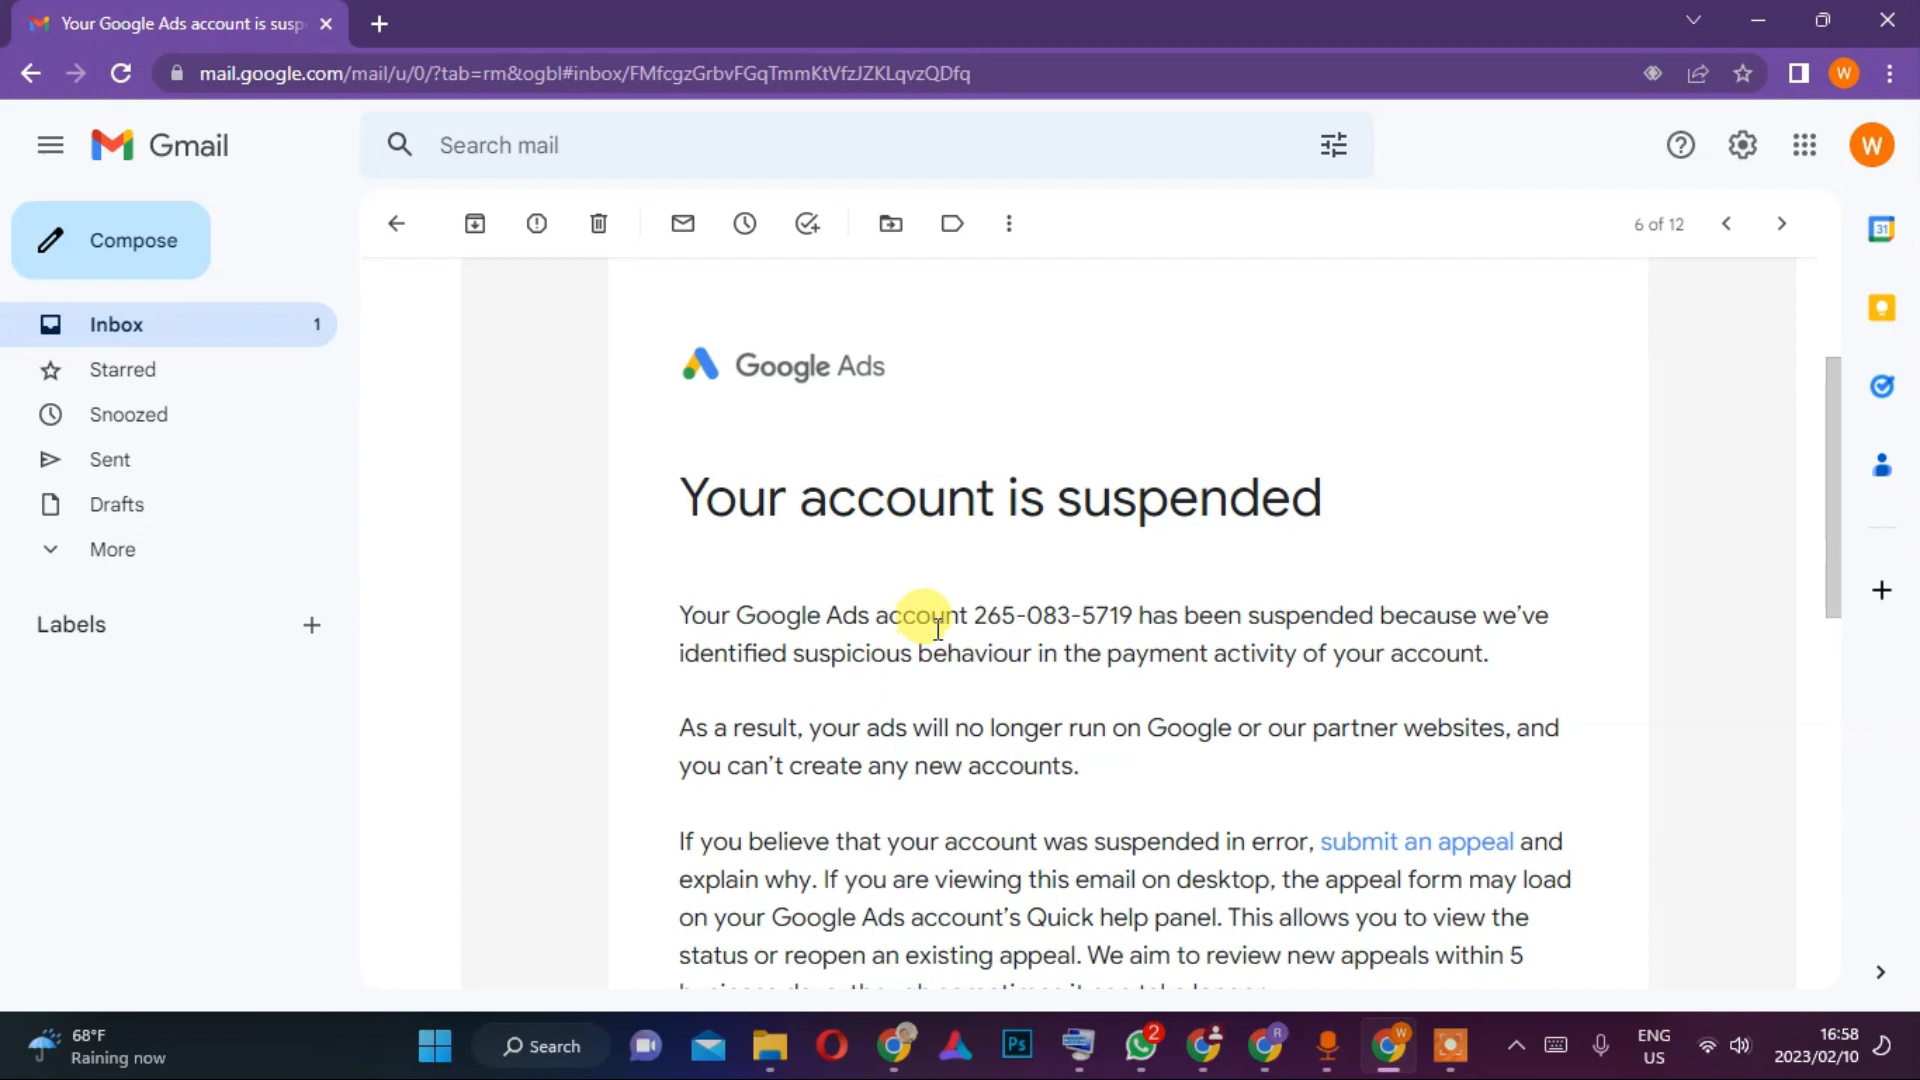 Your Google Ads account is susp
mail.google.com/mail/u/0/?tab=rm&ogbl#inbox/FMfcgzGrbvFGqTmmKtVfzJZKLqvzQDfq
W
Gmail
Search mail
W
Compose
6 of 12
31
Inbox 1
Starred
Snoozed
Sent
Drafts
More
Labels
Google Ads
Your account is suspended
Your Google Ads account 265-083-5719 has been suspended because we've
identified suspicious behaviour in the payment activity of your account.
As a result, your ads will no longer run on Google or our partner websites, and
you can't create any new accounts.
If you believe that your account was suspended in error, submit an appeal and
explain why. If you are viewing this email on desktop, the appeal form may load
on your Google Ads account's Quick help panel. This allows you to view the
status or reopen an existing appeal. We aim to review new appeals within 5
68°F
Raining now
Search
Ps
2
R
W
ENG
US
16:58
2023/02/10